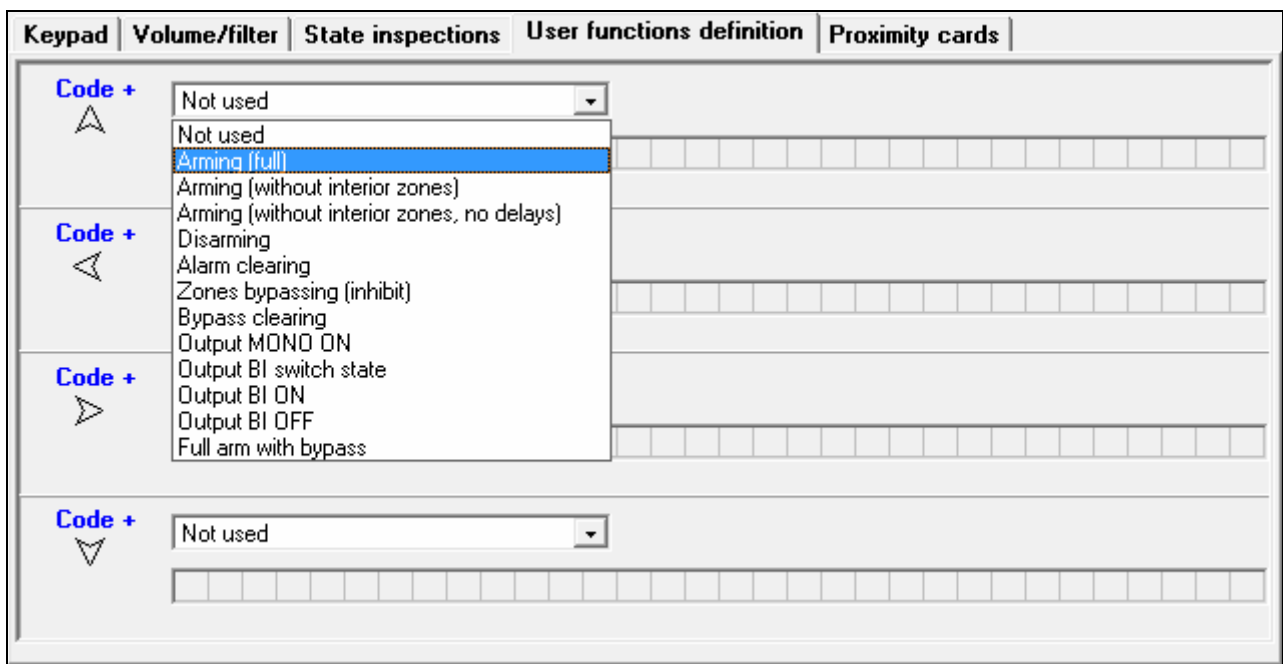 Keypad Volume/filter State inspections User functions definition Proximity cards
Code + Not used
Not used
Arming (full)
Arming (without interior zones)
Arming (without interior zones, no delays)
Code +
Disarming
Alarm clearing
Zones bypassing (inhibit)
Bypass clearing
Output MONO ON
Output BI switch state
Code +
Output BI ON
Output BI OFF
Full arm with bypass
Code + Not used